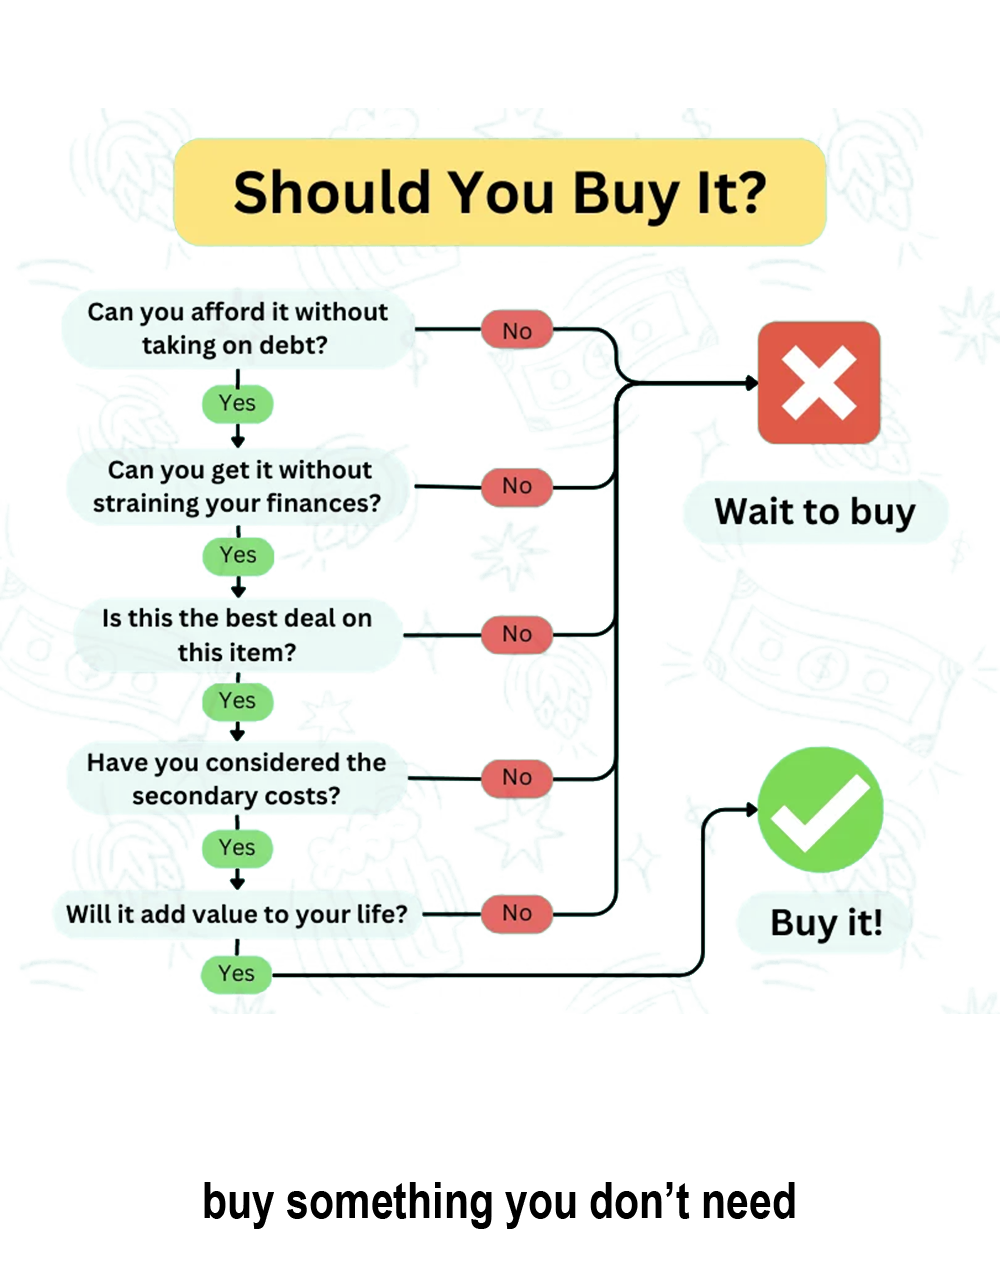 Should You Buy It?
Can you afford it without
taking on debt?
No
Yes
Can you get it without
straining your finances?
No
Wait to buy
Yes
Is this the best deal on
this item?
No
Yes
Have you considered the
secondary costs?
No
Yes
Will it add value to your life?
No
Buy it!
Yes
buy something you don’t need